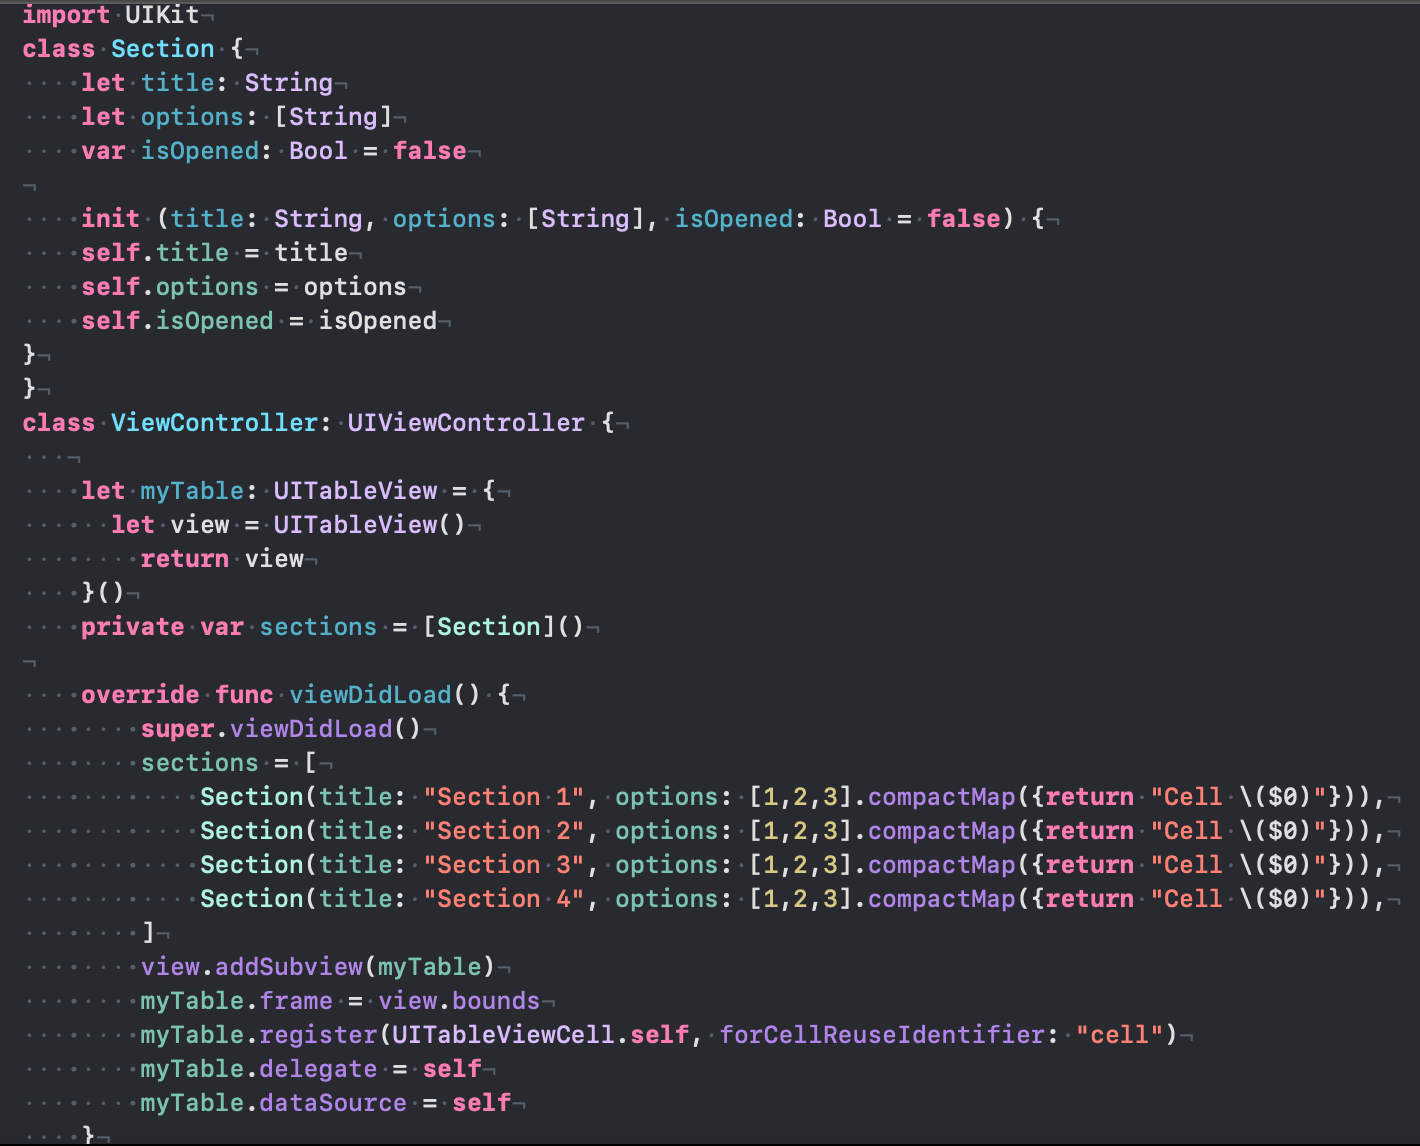 import UIKit
class Section {
    let title: String
    let options: [String]
    var isOpened: Bool = false

    init (title: String, options: [String], isOpened: Bool = false) {
    self.title = title
    self.options = options
    self.isOpened = isOpened
}
}
class ViewController: UIViewController {
   
    let myTable: UITableView = {
      let view = UITableView()
        return view
    }()
    private var sections = [Section]()

    override func viewDidLoad() {
        super.viewDidLoad()
        sections = [
            Section(title: "Section 1", options: [1,2,3].compactMap({return "Cell \($0)"})),
            Section(title: "Section 2", options: [1,2,3].compactMap({return "Cell \($0)"})),
            Section(title: "Section 3", options: [1,2,3].compactMap({return "Cell \($0)"})),
            Section(title: "Section 4", options: [1,2,3].compactMap({return "Cell \($0)"})),
        ]
        view.addSubview(myTable)
        myTable.frame = view.bounds
        myTable.register(UITableViewCell.self, forCellReuseIdentifier: "cell")
        myTable.delegate = self
        myTable.dataSource = self
    }